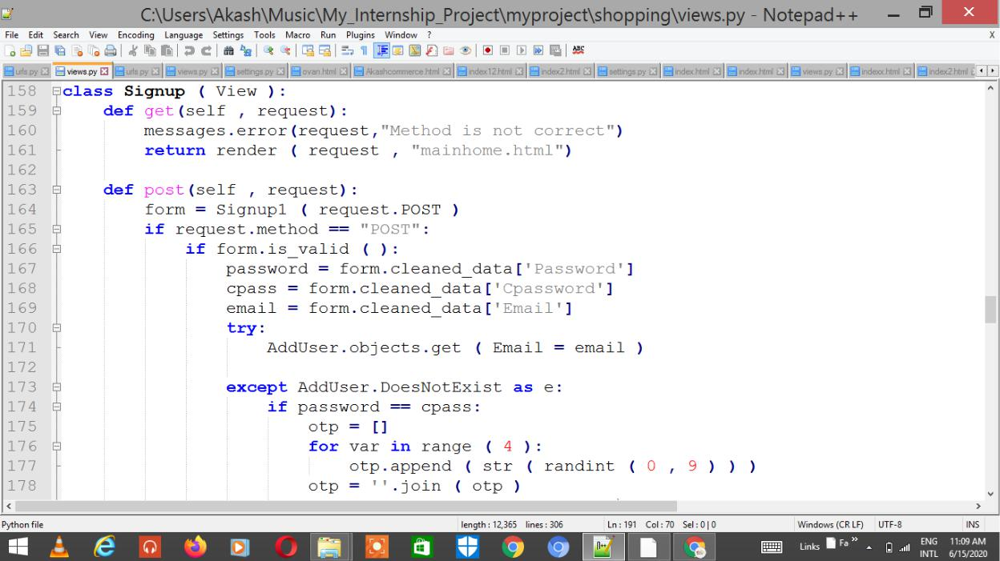 C:\Users\Akash\Music\My_Internship_Project\myproject\shopping\views.py - Notepad++
File Edit Search View Encoding Language Settings Tools Macro Run Plugins Window ? X
urls.py views.py urls.py views.py settings.py ovan.html Akashcommerce.html index12.html index2.html settings.py index.html index.html views.py indexx.html index2.html
158 class Signup ( View ):
159 def get(self , request):
160 messages.error(request,"Method is not correct")
161 return render ( request , "mainhome.html")
162
163 def post(self , request):
164 form = Signup1 ( request.POST )
165 if request.method == "POST":
166 if form.is_valid ( ):
167 password = form.cleaned_data['Password']
168 cpass = form.cleaned_data['Cpassword']
169 email = form.cleaned_data['Email']
170 try:
171 AddUser.objects.get ( Email = email )
172
173 except AddUser.DoesNotExist as e:
174 if password == cpass:
175 otp = []
176 for var in range ( 4 ):
177 otp.append ( str ( randint ( 0 , 9 ) ) )
178 otp = ''.join ( otp )
Python file length : 12,365 lines : 306 Ln : 191 Col : 70 Sel : 0 | 0 Windows (CR LF) UTF-8 INS
Links Fa » ENG 11:09 AM
INTL 6/15/2020